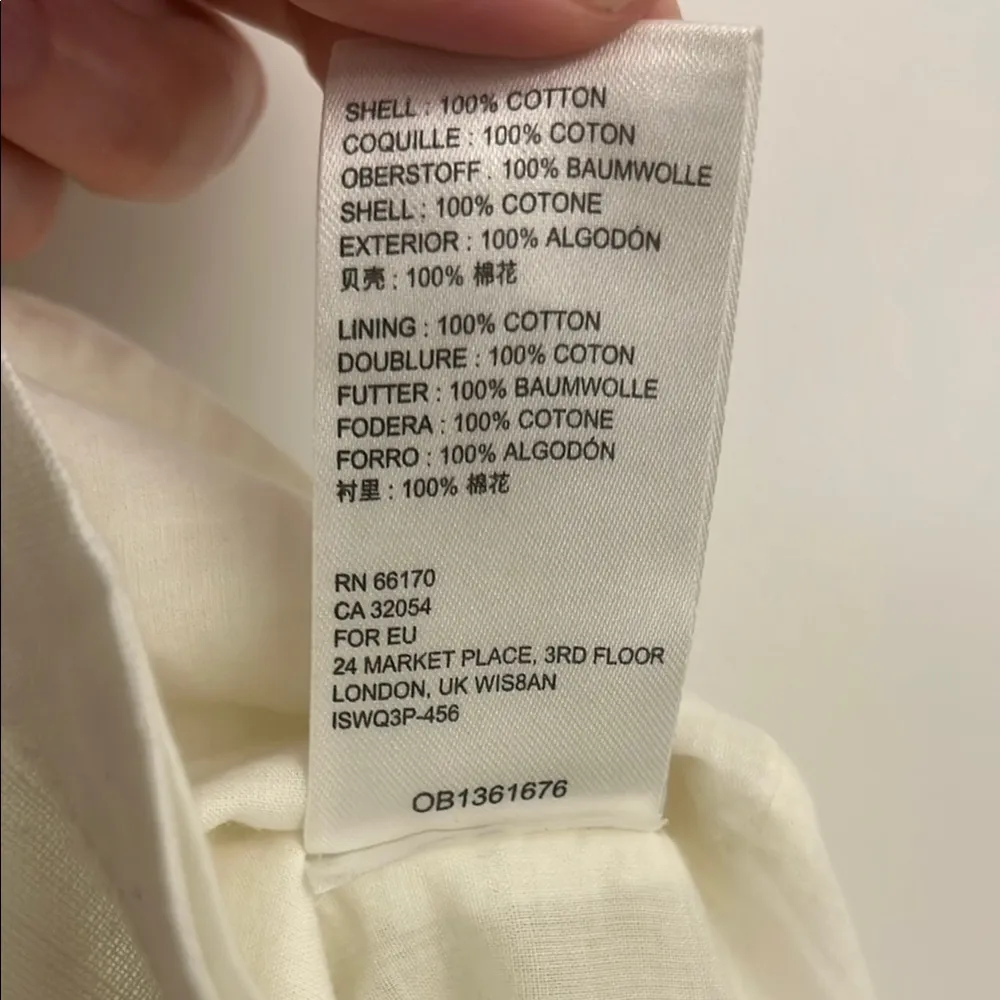 SHELL : 100% COTTON
COQUILLE : 100% COTON
OBERSTOFF : 100% BAUMWOLLE
SHELL : 100% COTONE
EXTERIOR : 100% ALGODÓN
贝壳 : 100% 棉花
LINING : 100% COTTON
DOUBLURE : 100% COTON
FUTTER : 100% BAUMWOLLE
FODERA : 100% COTONE
FORRO : 100% ALGODÓN
衬里 : 100% 棉花
RN 66170
CA 32054
FOR EU
24 MARKET PLACE, 3RD FLOOR
LONDON, UK WIS8AN
ISWQ3P-456
OB1361676